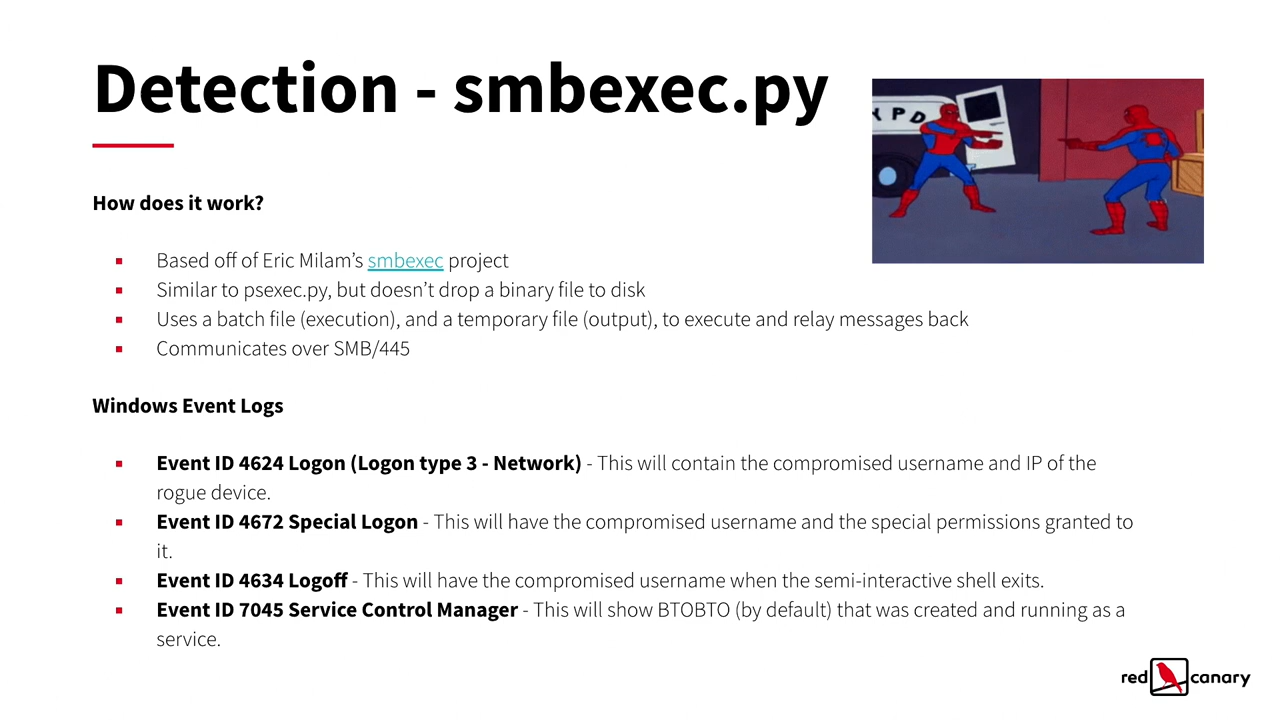 Detection - smbexec.py
XPD
How does it work?
Based off of Eric Milam's smbexec project
Similar to psexec.py, but doesn't drop a binary file to disk
Uses a batch file (execution), and a temporary file (output), to execute and relay messages back
Communicates over SMB/445
Windows Event Logs
Event ID 4624 Logon (Logon type 3 - Network) - This will contain the compromised username and IP of the
rogue device.
Event ID 4672 Special Logon - This will have the compromised username and the special permissions granted to
it.
Event ID 4634 Logoff - This will have the compromised username when the semi-interactive shell exits.
Event ID 7045 Service Control Manager - This will show BTOBTO (by default) that was created and running as a
service.
red canary